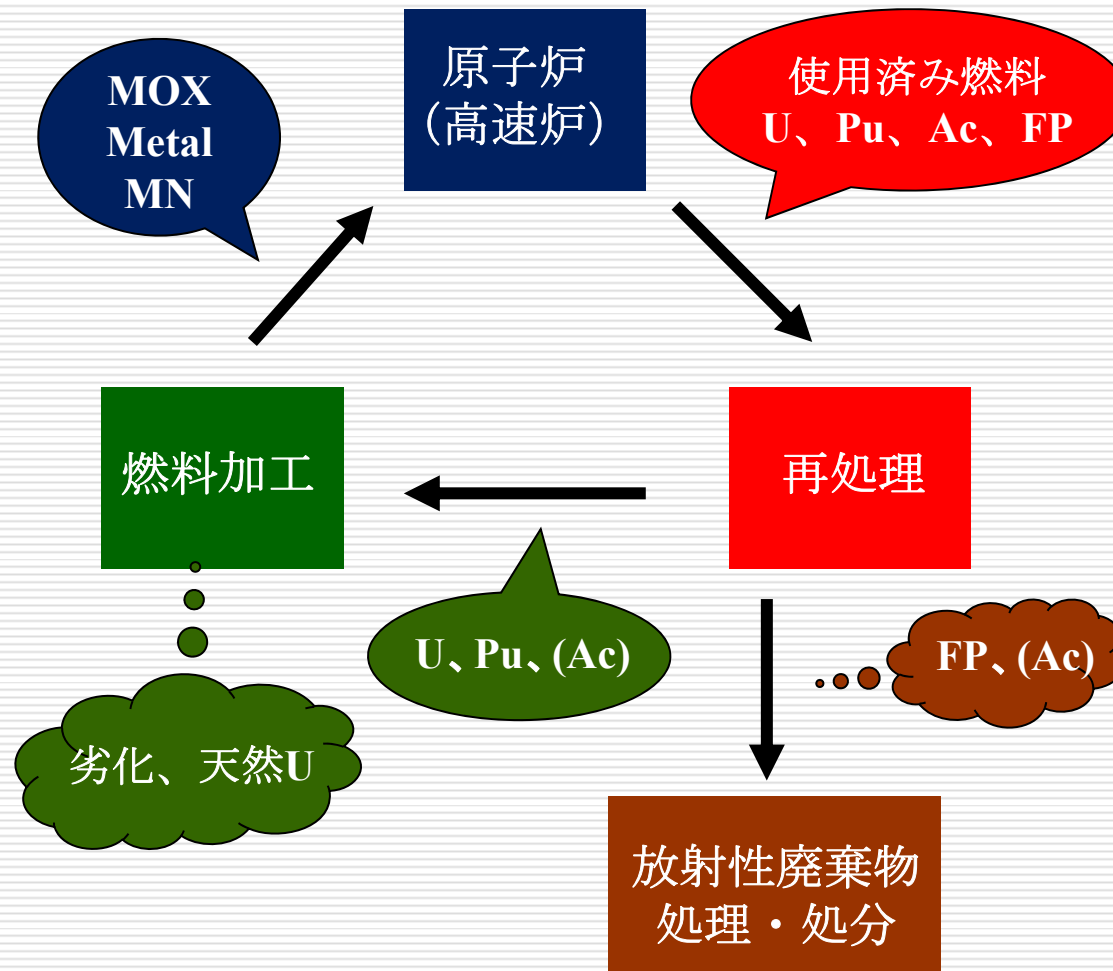 MOX
Metal
MN
原子炉
（高速炉）
使用済み燃料
U、Pu、Ac、FP
燃料加工
再処理
U、Pu、(Ac)
FP、(Ac)
劣化、天然U
放射性廃棄物
処理・処分